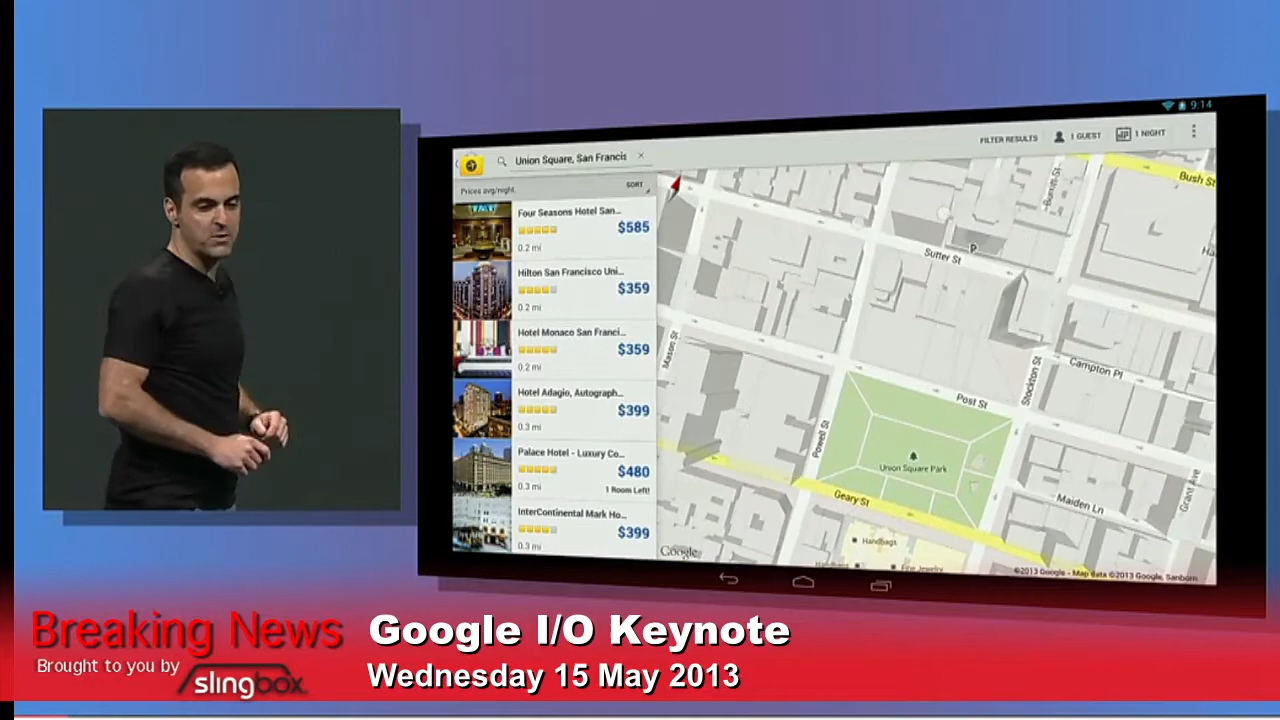 9:14
Union Square, San Francis
FILTER RESULTS
1 GUEST
1 NIGHT
Prices avg/night.
SORT
Four Seasons Hotel San...
$585
0.2 mi
Hilton San Francisco Uni...
$359
0.2 mi
Hotel Monaco San Franci...
$359
0.2 mi
Hotel Adagio, Autograph...
$399
0.3 mi
Palace Hotel - Luxury Co...
$480
0.3 mi
1 Room Left!
InterContinental Mark Ho...
$399
0.3 mi
Bush St
Sutter St
P
Mason St
Stockton St
Campton Pl
Post St
Powell St
Union Square Park
Geary St
Maiden Ln
Grant Ave
Handbags
Handbags
Fine Jewelry
Google
©2013 Google - Map data ©2013 Google, Sanborn
Breaking News
Brought to you by
slingbox
Google I/O Keynote
Wednesday 15 May 2013